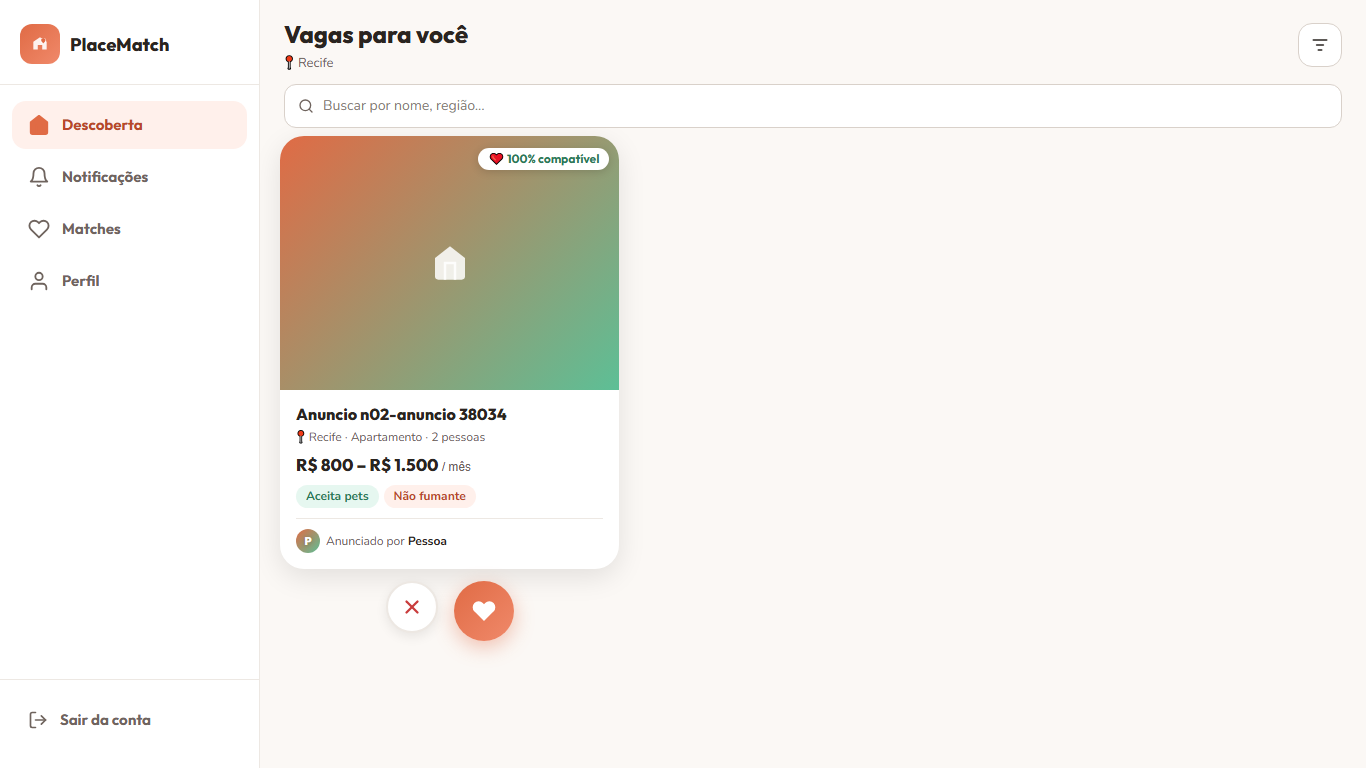 PlaceMatch
Descoberta
Notificações
Matches
Perfil
Sair da conta
Vagas para você
Recife
Buscar por nome, região...
100% compatível
Anuncio n02-anuncio 38034
Recife · Apartamento · 2 pessoas
R$ 800 – R$ 1.500 / mês
Aceita pets
Não fumante
P
Anunciado por Pessoa